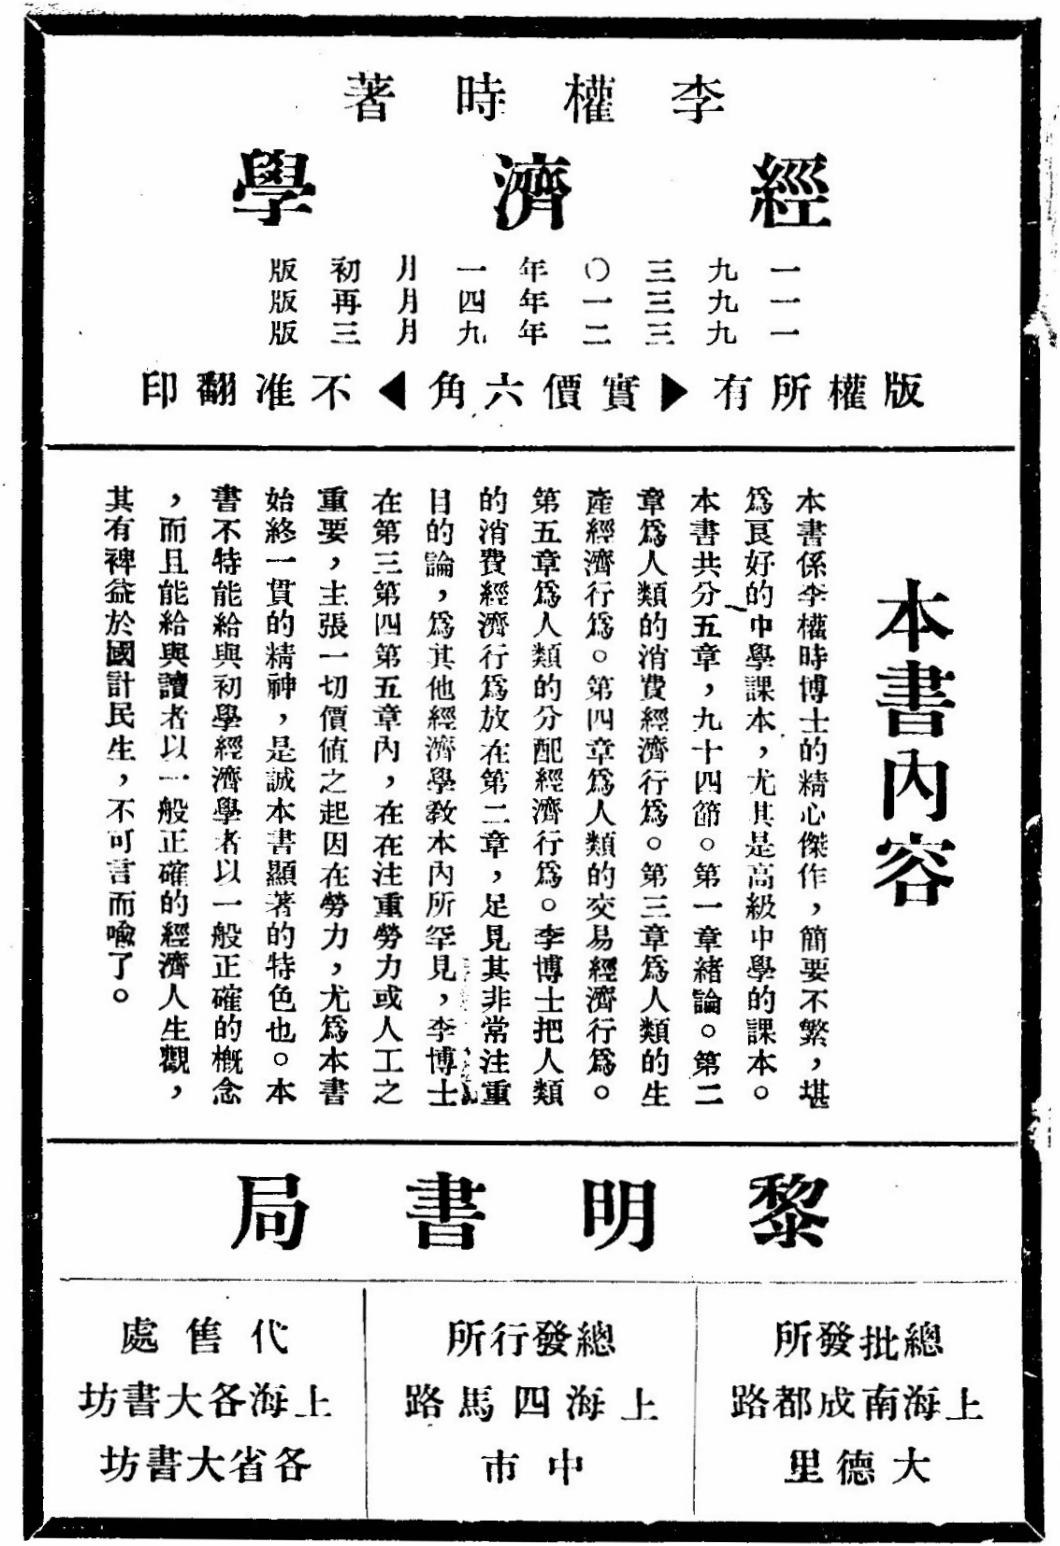 李權時著
經濟學
一九三〇年一月初版
一九三一年四月再版
一九三二年九月三版
版權所有▶實價六角◀不准翻印
本書內容
本書係李權時博士的精心傑作，簡要不繁，堪
爲良好的中學課本，尤其是高級中學的課本。
本書共分五章，九十四節。第一章緒論。第二
章爲人類的消費經濟行爲。第三章爲人類的生
產經濟行爲。第四章爲人類的交易經濟行爲。
第五章爲人類的分配經濟行爲。李博士把人類
的消費經濟行爲放在第二章，足見其非常注重
目的論，爲其他經濟學教本內所罕見，李博士
在第三第四第五章內，在在注重勞力或人工之
重要，主張一切價值之起因在勞力，尤爲本書
始終一貫的精神，是誠本書顯著的特色也。本
書不特能給與初學經濟學者以一般正確的概念
，而且能給與讀者以一般正確的經濟人生觀，
其有裨益於國計民生，不可言而喩了。
黎明書局
總批發所
上海南成都路
大德里
總發行所
上海四馬路
中市
代售處
上海各大書坊
各省大書坊